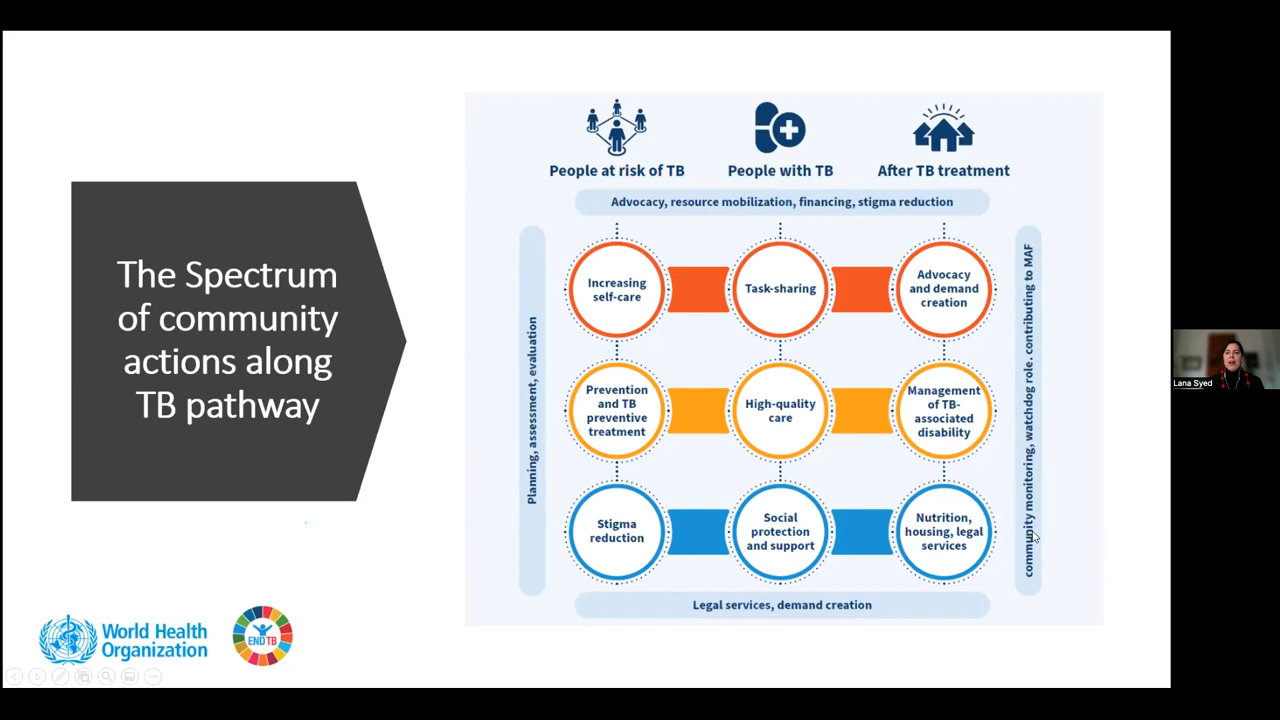 The Spectrum
of community
actions along
TB pathway
People at risk of TB
People with TB
After TB treatment
Advocacy, resource mobilization, financing, stigma reduction
Planning, assessment, evaluation
Increasing
self-care
Task-sharing
Advocacy
and demand
creation
Prevention
and TB
preventive
treatment
High-quality
care
Management
of TB-
associated
disability
Stigma
reduction
Social
protection
and support
Nutrition,
housing, legal
services
community monitoring, watchdog role. contributing to MAF
Legal services, demand creation
World Health
Organization
END TB
Lana Syed